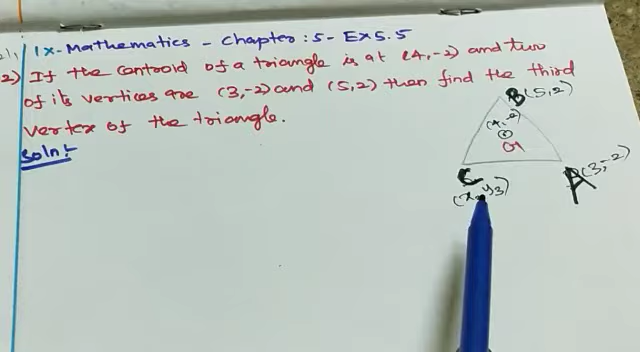 IX-Mathematics - Chapter : 5 - Ex 5.5
2) If the centroid of a triangle is at (4,-2) and two
of its vertices are (3,-2) and (5,2) then find the third
vertex of the triangle.
Soln:-
B(5,2)
(4,-2)
G
C
A(3,-2)